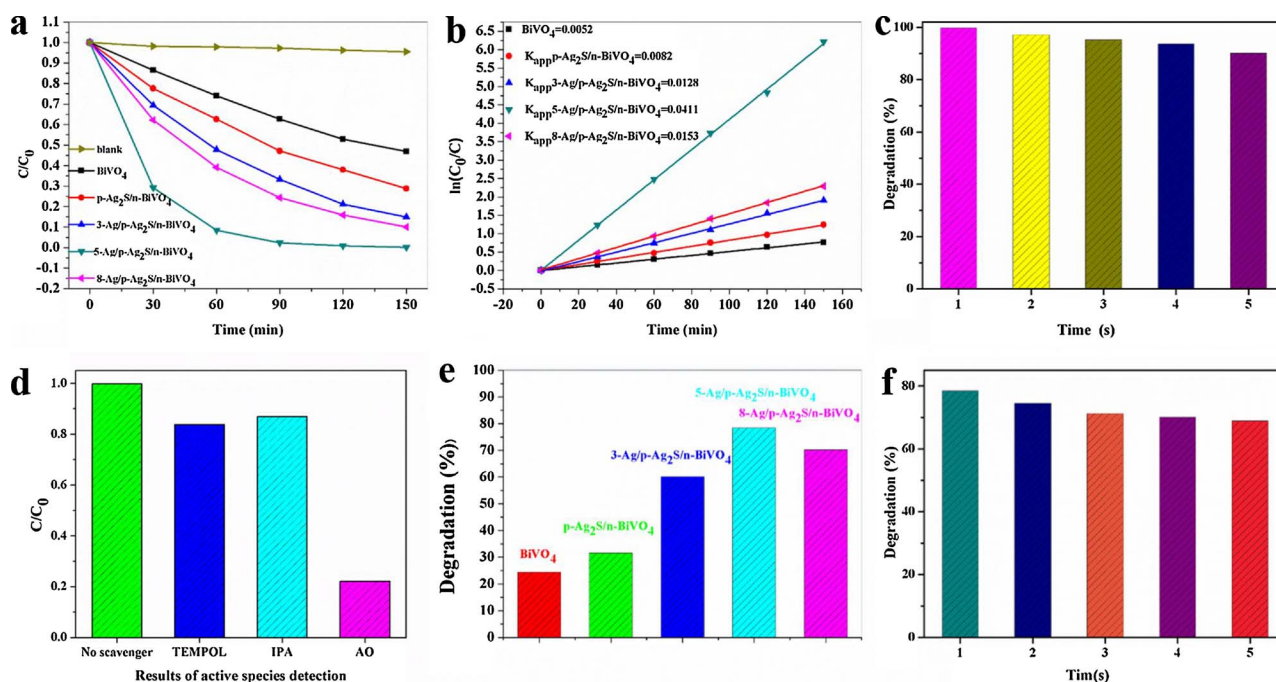 a
1.1
1.0
0.9
0.8
0.7
0.6
0.5
0.4
0.3
0.2
0.1
0.0
-0.1
-0.2
C/C0
blank
BiVO4
p-Ag2S/n-BiVO4
3-Ag/p-Ag2S/n-BiVO4
5-Ag/p-Ag2S/n-BiVO4
8-Ag/p-Ag2S/n-BiVO4
0 30 60 90 120 150
Time (min)
b
6.5
6.0
5.5
5.0
4.5
4.0
3.5
3.0
2.5
2.0
1.5
1.0
0.5
0.0
-0.5
ln(C0/C)
BiVO4=0.0052
Kappp-Ag2S/n-BiVO4=0.0082
Kapp3-Ag/p-Ag2S/n-BiVO4=0.0128
Kapp5-Ag/p-Ag2S/n-BiVO4=0.0411
Kapp8-Ag/p-Ag2S/n-BiVO4=0.0153
-20 0 20 40 60 80 100 120 140 160
Time (min)
c
100
80
60
40
20
0
Degradation (%)
1 2 3 4 5
Time (s)
d
1.0
0.8
0.6
0.4
0.2
0.0
C/C0
No scavenger TEMPOL IPA AO
Results of active species detection
e
100
90
80
70
60
50
40
30
20
10
0
Degradation (%))
BiVO4
p-Ag2S/n-BiVO4
3-Ag/p-Ag2S/n-BiVO4
5-Ag/p-Ag2S/n-BiVO4
8-Ag/p-Ag2S/n-BiVO4
f
80
60
40
20
0
Degradation (%)
1 2 3 4 5
Tim(s)